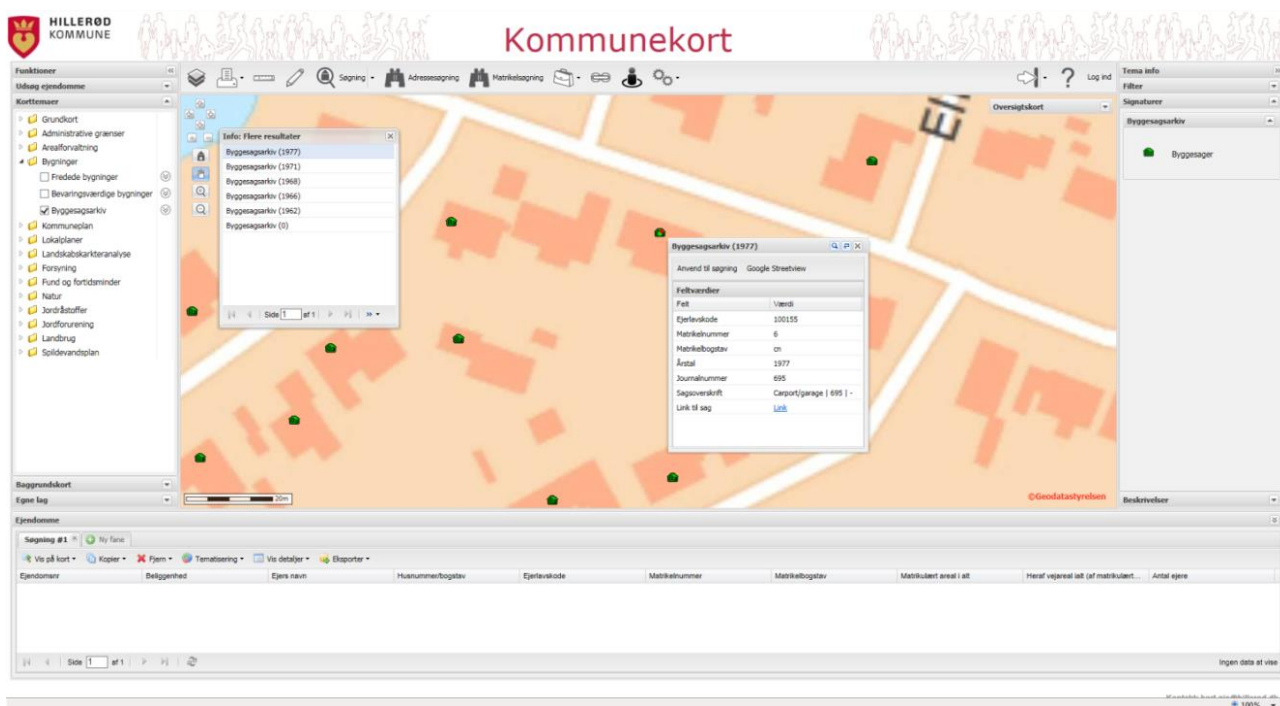 HILLERØD
KOMMUNE
Kommunekort
Funktioner
Udsøg ejendomme
Korttemaer
Grundkort
Administrative grænser
Arealforvaltning
Bygninger
Fredede bygninger
Bevaringsværdige bygninger
Byggesagsarkiv
Kommuneplan
Lokalplaner
Landskabskarkteranalyse
Forsyning
Fund og fortidsminder
Natur
Jordråstoffer
Jordforurening
Landbrug
Spildevandsplan
Baggrundskort
Egne lag
Søgning
Adressesøgning
Matrikelsøgning
Log ind
Oversigtskort
Info: Flere resultater
Byggesagsarkiv (1977)
Byggesagsarkiv (1971)
Byggesagsarkiv (1968)
Byggesagsarkiv (1966)
Byggesagsarkiv (1962)
Byggesagsarkiv (0)
Side 1 af 1
Byggesagsarkiv (1977)
Anvend til søgning Google Streetview
Feltværdier
Felt Værdi
Ejerlavskode 100155
Matrikelnummer 6
Matrikelbogstav cn
Årstal 1977
Journalnummer 695
Sagsoverskrift Carport/garage | 695 | -
Link til sag Link
20m
©Geodatastyrelsen
Tema info
Filter
Signaturer
Byggesagsarkiv
Byggesager
Beskrivelser
Ejendomme
Søgning #1 Ny fane
Vis på kort Kopier Fjern Tematisering Vis detaljer Eksporter
Ejendomsnr Beliggenhed Ejers navn Husnummer/bogstav Ejerlavskode Matrikelnummer Matrikelbogstav Matrikulært areal i alt Heraf vejareal ialt (af matrikulært... Antal ejere
Side 1 af 1
Ingen data at vise
100%